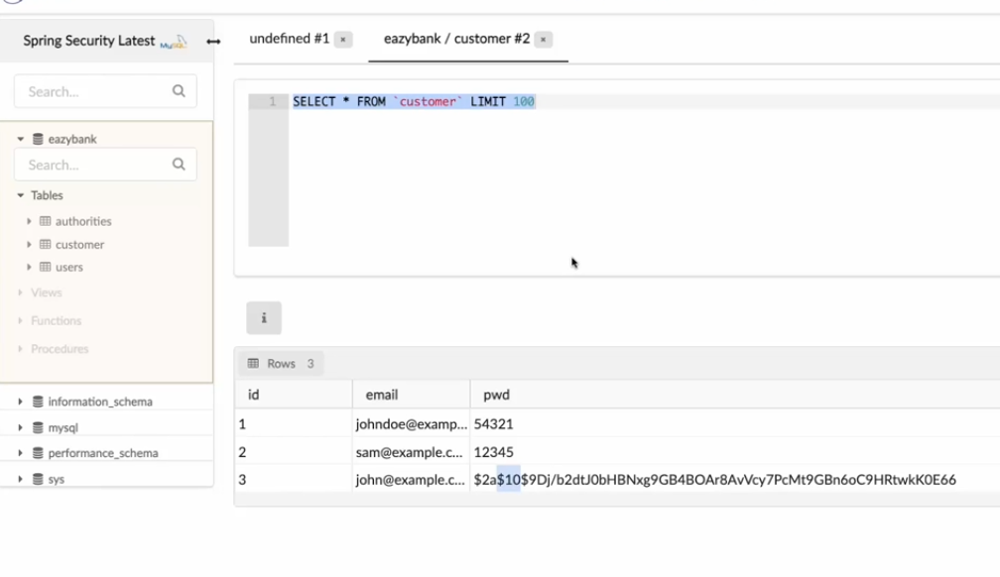 Spring Security Latest MySQL
undefined #1 ×
eazybank / customer #2 ×
Search...
eazybank
Search...
Tables
authorities
customer
users
Views
Functions
Procedures
information_schema
mysql
performance_schema
sys
1 SELECT * FROM `customer` LIMIT 100
i
Rows 3
id email pwd
1 johndoe@examp... 54321
2 sam@example.c... 12345
3 john@example.c... $2a$10$9Dj/b2dtJ0bHBNxg9GB4BOAr8AvVcy7PcMt9GBn6oC9HRtwkK0E66